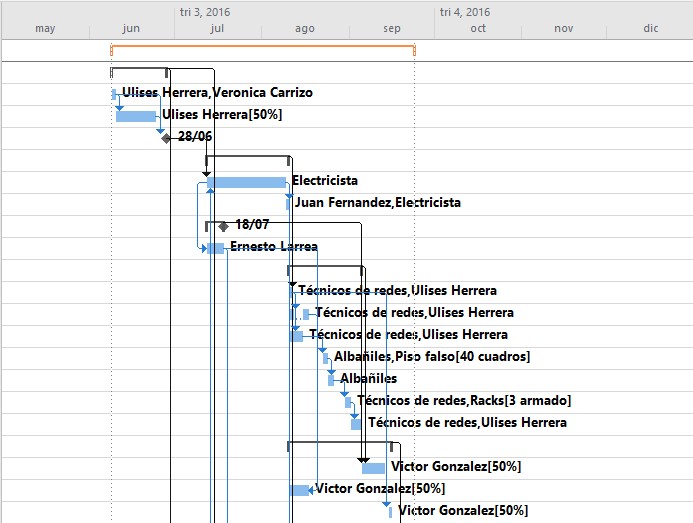 tri 3, 2016 tri 4, 2016
may jun jul ago sep oct nov dic
Ulises Herrera,Veronica Carrizo
Ulises Herrera[50%]
28/06
Electricista
Juan Fernandez,Electricista
18/07
Ernesto Larrea
Técnicos de redes,Ulises Herrera
Técnicos de redes,Ulises Herrera
Técnicos de redes,Ulises Herrera
Albañiles,Piso falso[40 cuadros]
Albañiles
Técnicos de redes,Racks[3 armado]
Técnicos de redes,Ulises Herrera
Victor Gonzalez[50%]
Victor Gonzalez[50%]
Victor Gonzalez[50%]